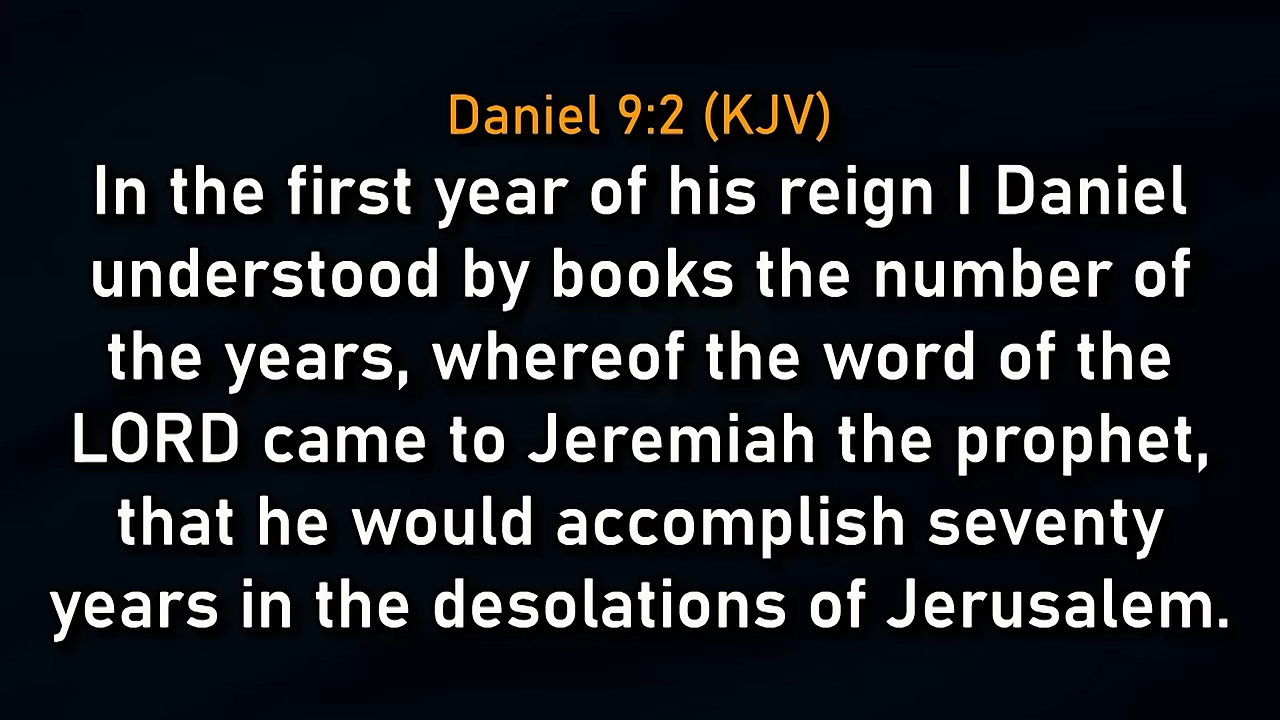 Daniel 9:2 (KJV)
In the first year of his reign I Daniel
understood by books the number of
the years, whereof the word of the
LORD came to Jeremiah the prophet,
that he would accomplish seventy
years in the desolations of Jerusalem.